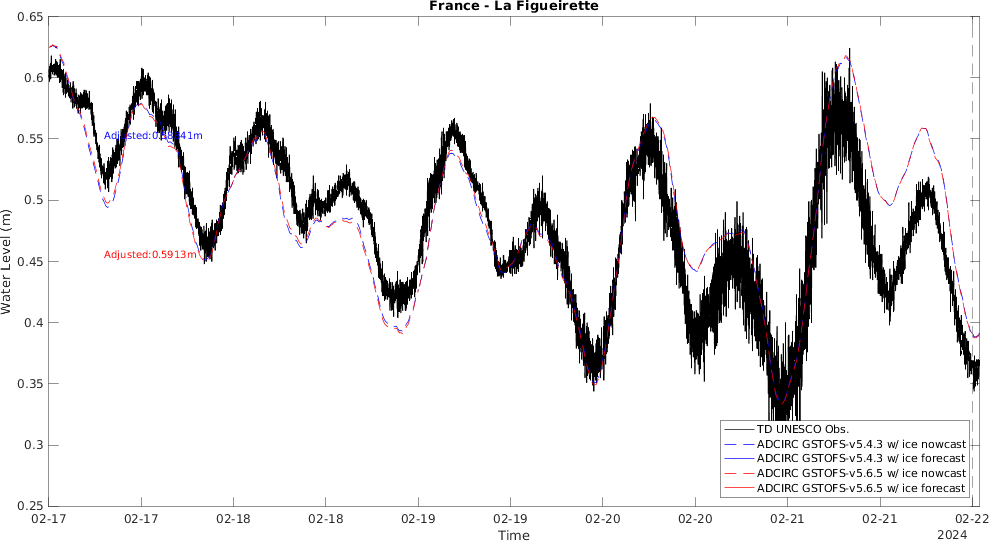 France - La Figueirette
0.65
0.6
0.55
0.5
0.45
0.4
0.35
0.3
0.25
Water Level (m)
Adjusted:0.5913m
TD UNESCO Obs.
ADCIRC GSTOFS-v5.4.3 w/ ice nowcast
ADCIRC GSTOFS-v5.4.3 w/ ice forecast
ADCIRC GSTOFS-v5.6.5 w/ ice nowcast
ADCIRC GSTOFS-v5.6.5 w/ ice forecast
02-17 02-17 02-18 02-18 02-19 02-19 02-20 02-20 02-21 02-21 02-22
Time
2024